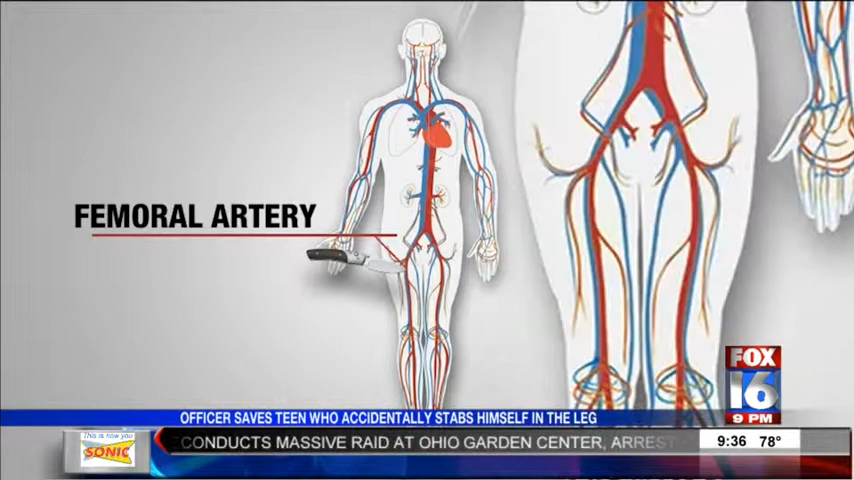 FEMORAL ARTERY
FOX
16
9 PM
OFFICER SAVES TEEN WHO ACCIDENTALLY STABS HIMSELF IN THE LEG
This is how you
SONIC
CONDUCTS MASSIVE RAID AT OHIO GARDEN CENTER, ARREST
9:36 78°